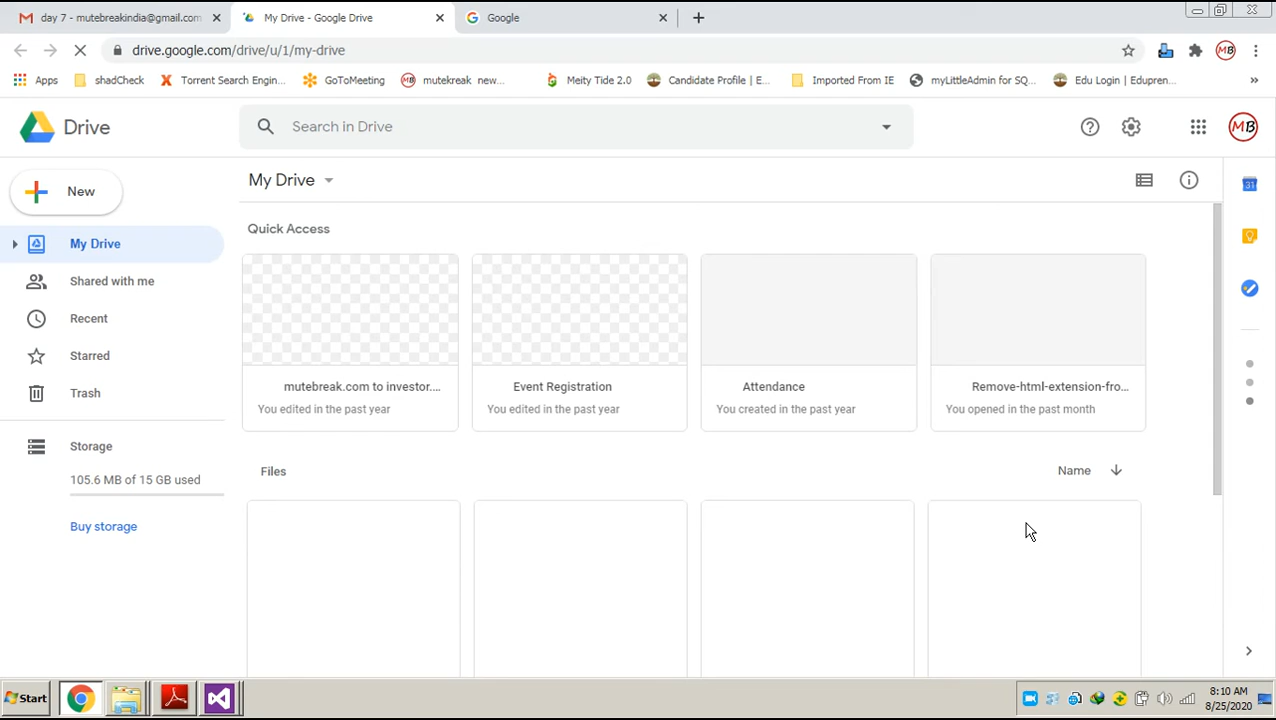 day 7 - mutebreakindia@gmail.com
My Drive - Google Drive
Google
drive.google.com/drive/u/1/my-drive
Apps
shadCheck
Torrent Search Engin...
GoToMeeting
mutekreak new...
Meity Tide 2.0
Candidate Profile | E...
Imported From IE
myLittleAdmin for SQ...
Edu Login | Edupren...
Drive
Search in Drive
MB
New
My Drive
My Drive
Quick Access
Shared with me
Recent
Starred
Trash
Storage
105.6 MB of 15 GB used
Buy storage
mutebreak.com to investor....
You edited in the past year
Event Registration
You edited in the past year
Attendance
You created in the past year
Remove-html-extension-fro...
You opened in the past month
Files
Name
31
Start
8:10 AM
8/25/2020